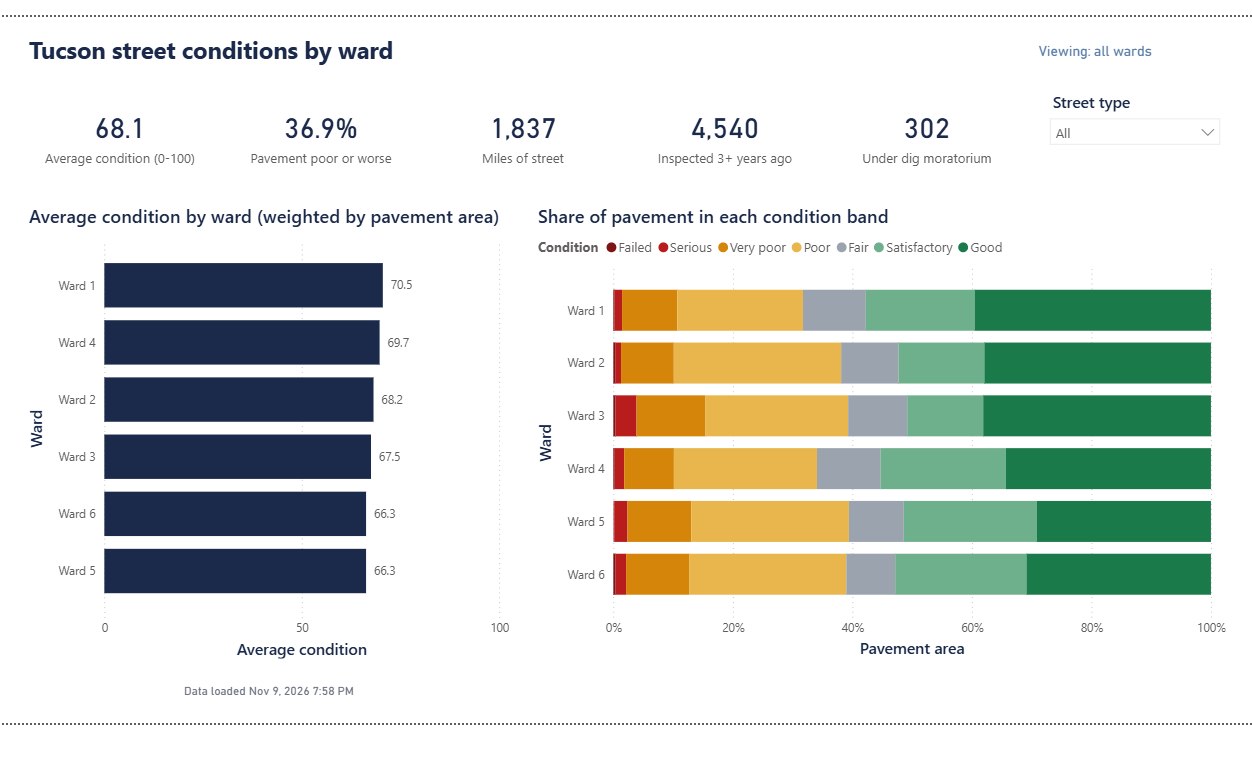 Tucson street conditions by ward
Viewing: all wards
68.1
Average condition (0-100)
36.9%
Pavement poor or worse
1,837
Miles of street
4,540
Inspected 3+ years ago
302
Under dig moratorium
Street type
All
Average condition by ward (weighted by pavement area)
Ward
Ward 1
70.5
Ward 4
69.7
Ward 2
68.2
Ward 3
67.5
Ward 6
66.3
Ward 5
66.3
0 50 100
Average condition
Share of pavement in each condition band
Condition Failed Serious Very poor Poor Fair Satisfactory Good
Ward
Ward 1
Ward 2
Ward 3
Ward 4
Ward 5
Ward 6
0% 20% 40% 60% 80% 100%
Pavement area
Data loaded Nov 9, 2026 7:58 PM